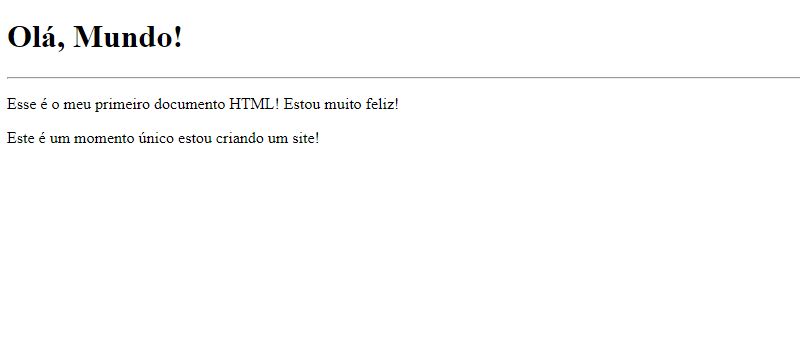 Olá, Mundo!
Esse é o meu primeiro documento HTML! Estou muito feliz!
Este é um momento único estou criando um site!